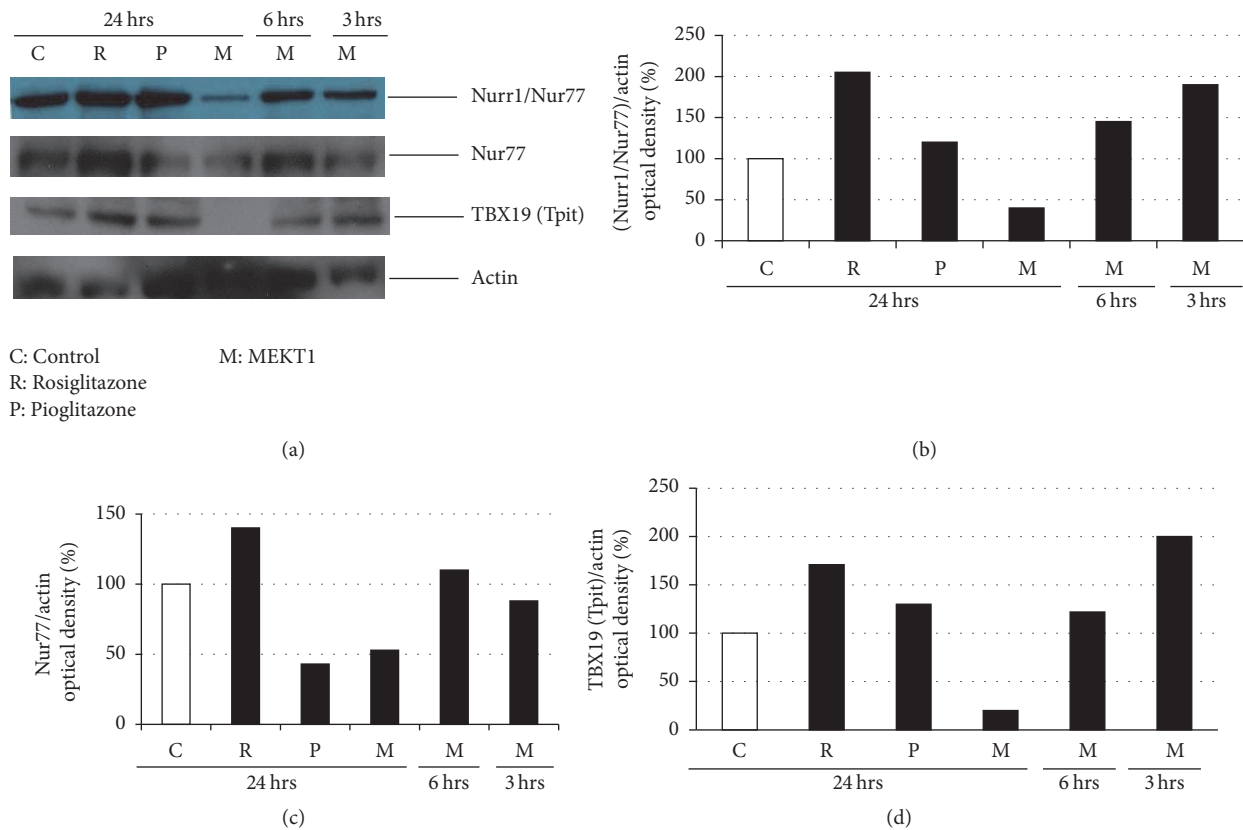 24 hrs 6 hrs 3 hrs
C R P M M M
Nurr1/Nur77
Nur77
TBX19 (Tpit)
Actin
C: Control M: MEKT1
R: Rosiglitazone
P: Pioglitazone
(a)
(Nurr1/Nur77)/actin
optical density (%)
250
200
150
100
50
0
C R P M M M
24 hrs 6 hrs 3 hrs
(b)
Nur77/actin
optical density (%)
150
100
50
0
C R P M M M
24 hrs 6 hrs 3 hrs
(c)
TBX19 (Tpit)/actin
optical density (%)
250
200
150
100
50
0
C R P M M M
24 hrs 6 hrs 3 hrs
(d)